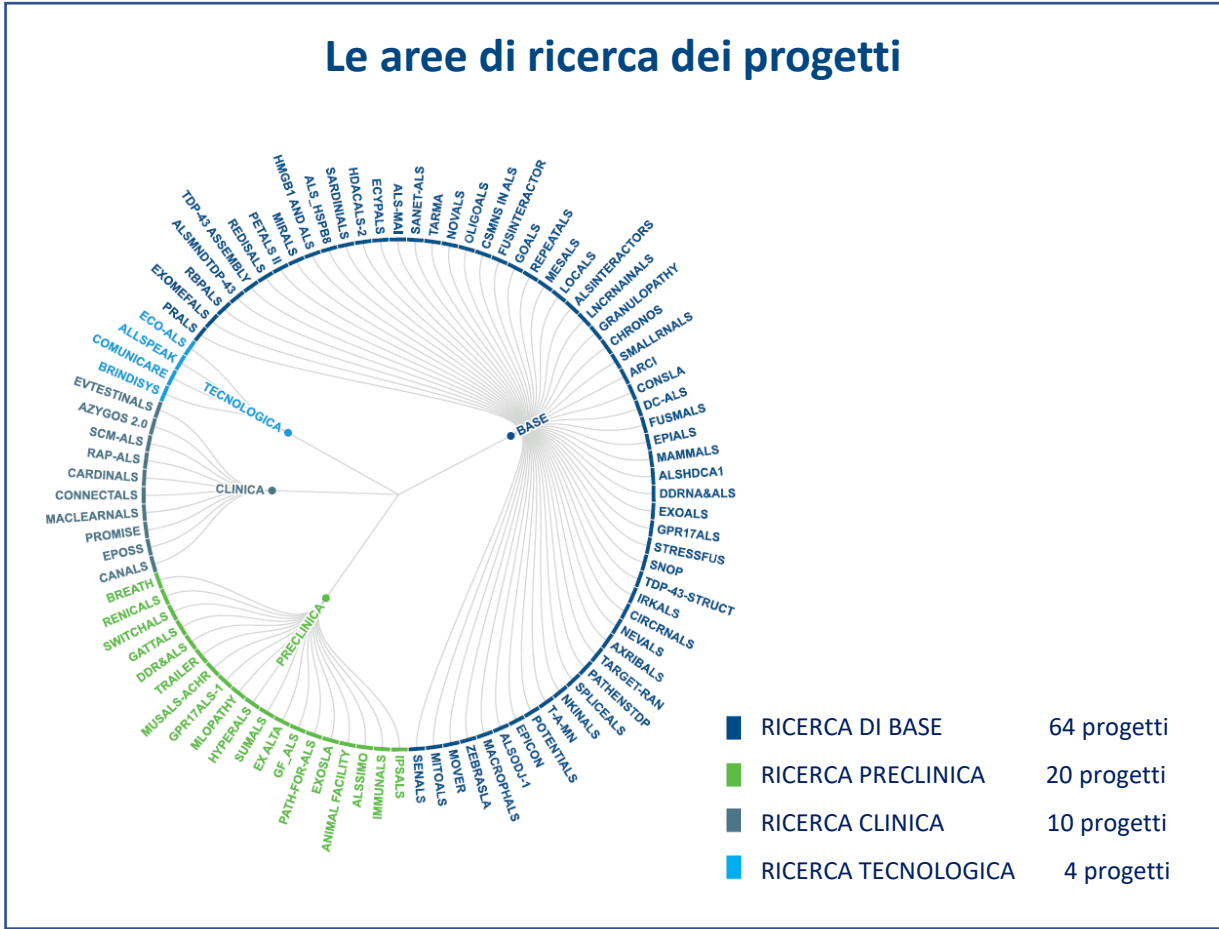 Le aree di ricerca dei progetti
PRALS
EXOMEFALS
RBPALS
ALSMNDTDP-43
TDP-43 ASSEMBLY
REDISALS
PETALS II
MIRALS
HMGB1 AND ALS
ALS_HSPB8
SARDINIALS
HDACALS-2
ECYPALS
ALS-MAI
SANET-ALS
TARMA
NOVALS
OLIGOALS
CSMNS IN ALS
FUSINTERACTOR
GOALS
REPEATALS
MESALS
LOCALS
ALSINTERACTORS
LNCRNAINALS
GRANULOPATHY
CHRONOS
SMALLRNALS
ARCI
CONSLA
DC-ALS
FUSMALS
EPIALS
MAMMALS
ALSHDCA1
DDRNA&ALS
EXOALS
GPR17ALS
STRESSFUS
SNOP
TDP-43-STRUCT
IRKALS
CIRCRNALS
NEVALS
AXRIBALS
TARGET-RAN
PATHENSTDP
SPLICEALS
NKINALS
T-A-MN
POTENTIALS
EPICON
ALSODJ-1
MACROPHALS
ZEBRASLA
MOVER
MITOALS
SENALS
IPSALS
IMMUNALS
ALSSIMO
ANIMAL FACILITY
EXOSLA
PATH-FOR-ALS
GF_ALS
EX ALTA
SUMALS
HYPERALS
MLOPATHY
GPR17ALS-1
MUSALS-ACHR
TRAILER
DDR&ALS
GATTALS
SWITCHALS
RENICALS
BREATH
CANALS
EPOSS
PROMISE
MACLEARNALS
CONNECTALS
CARDINALS
RAP-ALS
SCM-ALS
AZYGOS 2.0
EVTESTINALS
BRINDISYS
COMUNICARE
ALLSPEAK
ECO-ALS
TECNOLOGICA
BASE
CLINICA
PRECLINICA
RICERCA DI BASE 64 progetti
RICERCA PRECLINICA 20 progetti
RICERCA CLINICA 10 progetti
RICERCA TECNOLOGICA 4 progetti